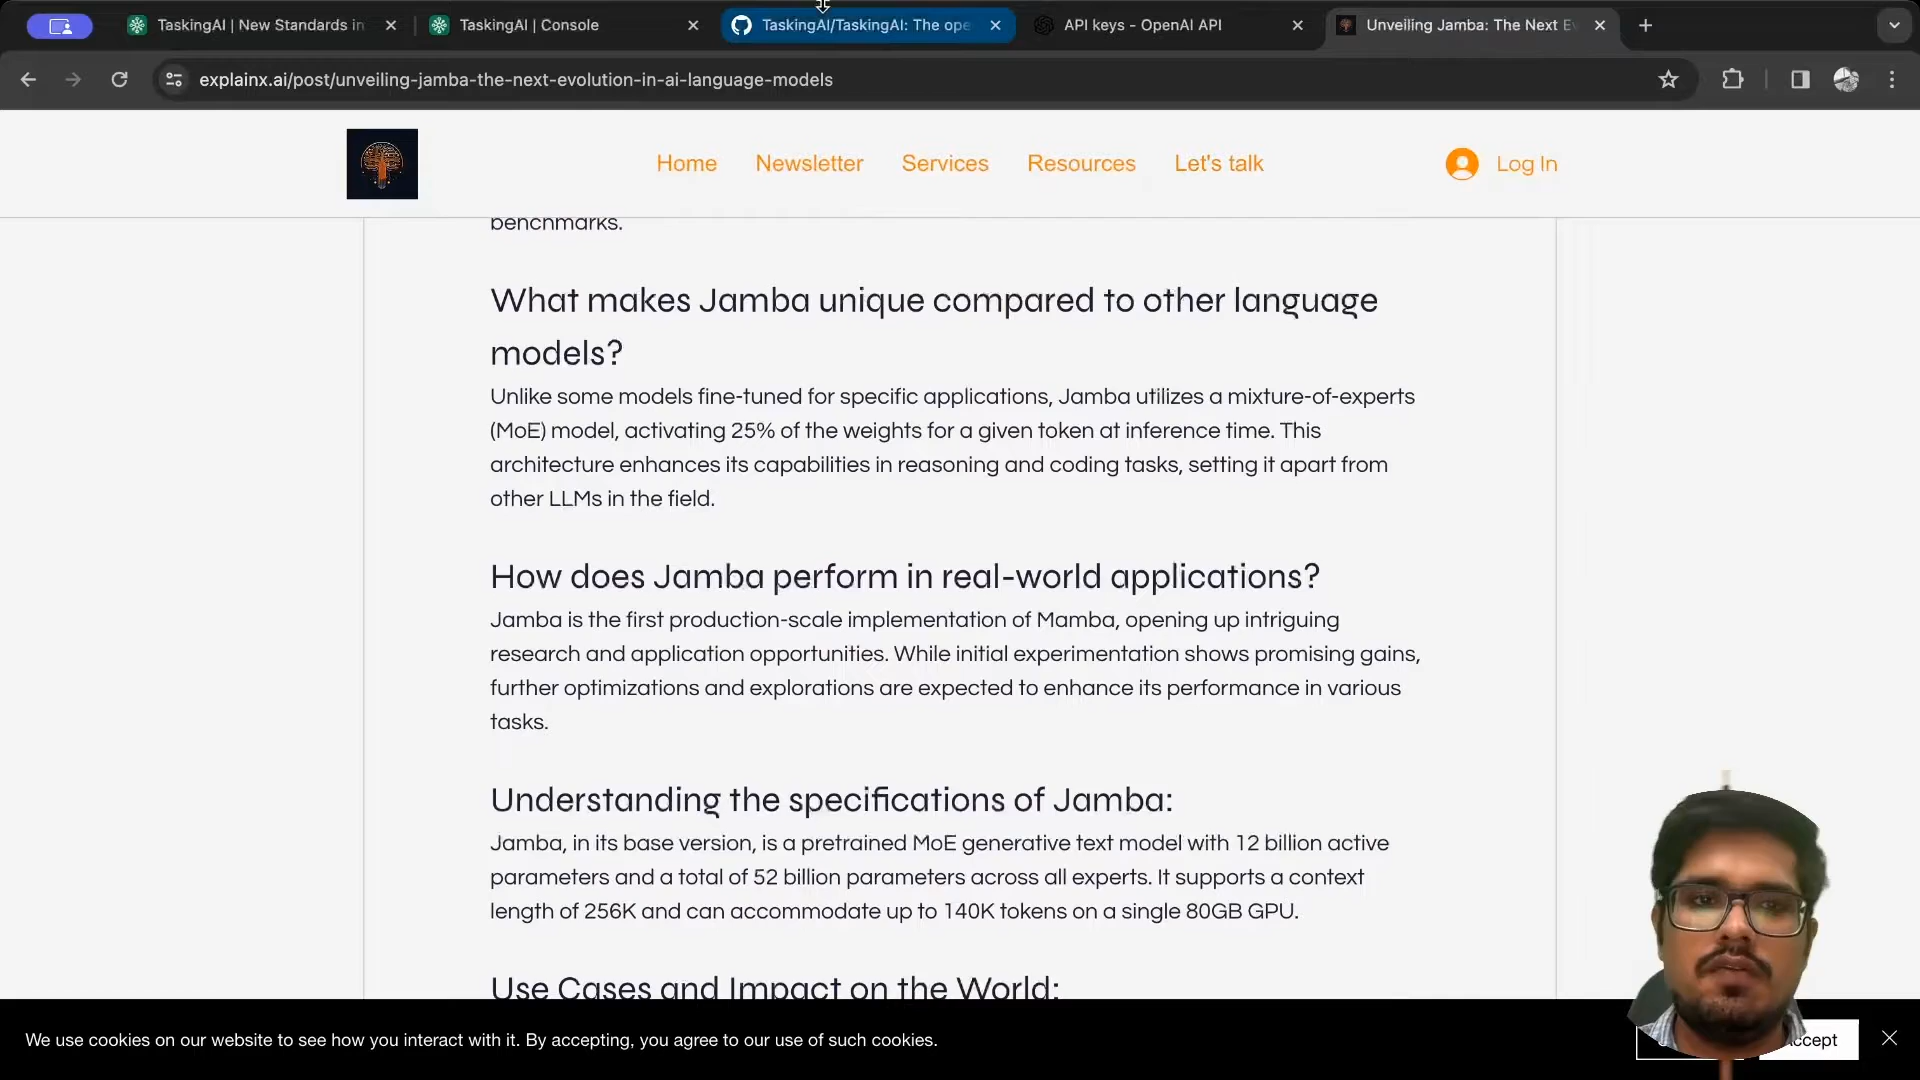 TaskingAI | New Standards in
TaskingAI | Console
TaskingAI/TaskingAI: The ope
API keys - OpenAI API
Unveiling Jamba: The Next E
explainx.ai/post/unveiling-jamba-the-next-evolution-in-ai-language-models
Home
Newsletter
Services
Resources
Let's talk
Log In
benchmarks.
What makes Jamba unique compared to other language
models?
Unlike some models fine-tuned for specific applications, Jamba utilizes a mixture-of-experts
(MoE) model, activating 25% of the weights for a given token at inference time. This
architecture enhances its capabilities in reasoning and coding tasks, setting it apart from
other LLMs in the field.
How does Jamba perform in real-world applications?
Jamba is the first production-scale implementation of Mamba, opening up intriguing
research and application opportunities. While initial experimentation shows promising gains,
further optimizations and explorations are expected to enhance its performance in various
tasks.
Understanding the specifications of Jamba:
Jamba, in its base version, is a pretrained MoE generative text model with 12 billion active
parameters and a total of 52 billion parameters across all experts. It supports a context
length of 256K and can accommodate up to 140K tokens on a single 80GB GPU.
Use Cases and Impact on the World:
We use cookies on our website to see how you interact with it. By accepting, you agree to our use of such cookies.
ccept